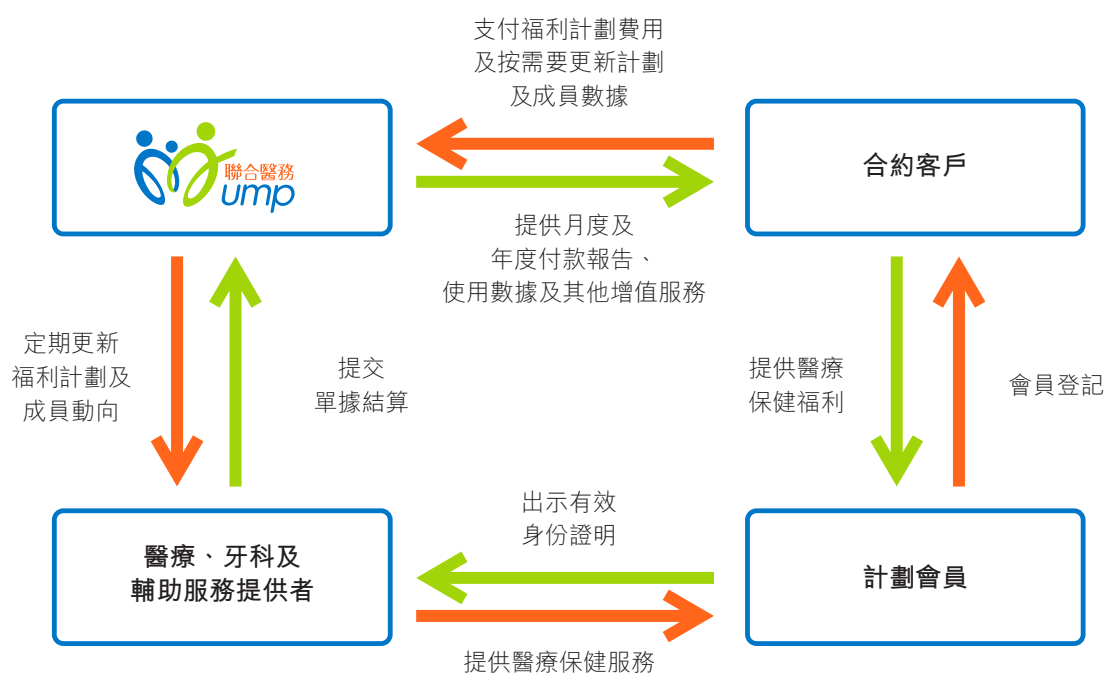 支付福利計劃費用
及按需要更新計劃
及成員數據
聯合醫務
ump
合約客戶
提供月度及
年度付款報告、
使用數據及其他增值服務
定期更新
福利計劃及
成員動向
提交
單據結算
提供醫療
保健福利
會員登記
出示有效
身份證明
醫療、牙科及
輔助服務提供者
計劃會員
提供醫療保健服務